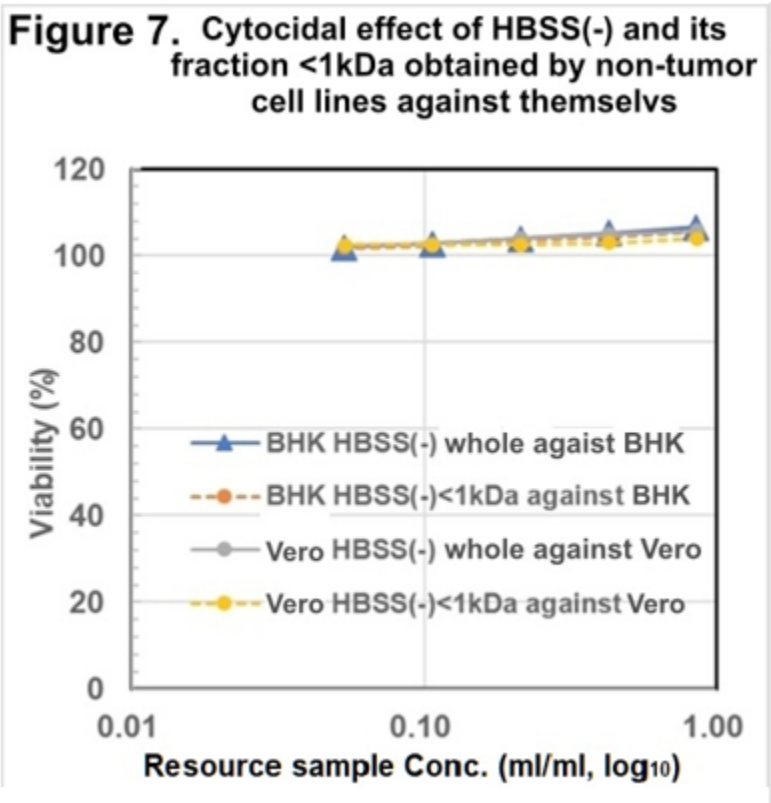 Figure 7. Cytocidal effect of HBSS(-) and its
fraction <1kDa obtained by non-tumor
cell lines against themselvs
120
100
80
60
40
20
0
Viability (%)
BHK HBSS(-) whole agaist BHK
BHK HBSS(-)<1kDa against BHK
Vero HBSS(-) whole against Vero
Vero HBSS(-)<1kDa against Vero
0.01 0.10 1.00
Resource sample Conc. (ml/ml, log₁₀)